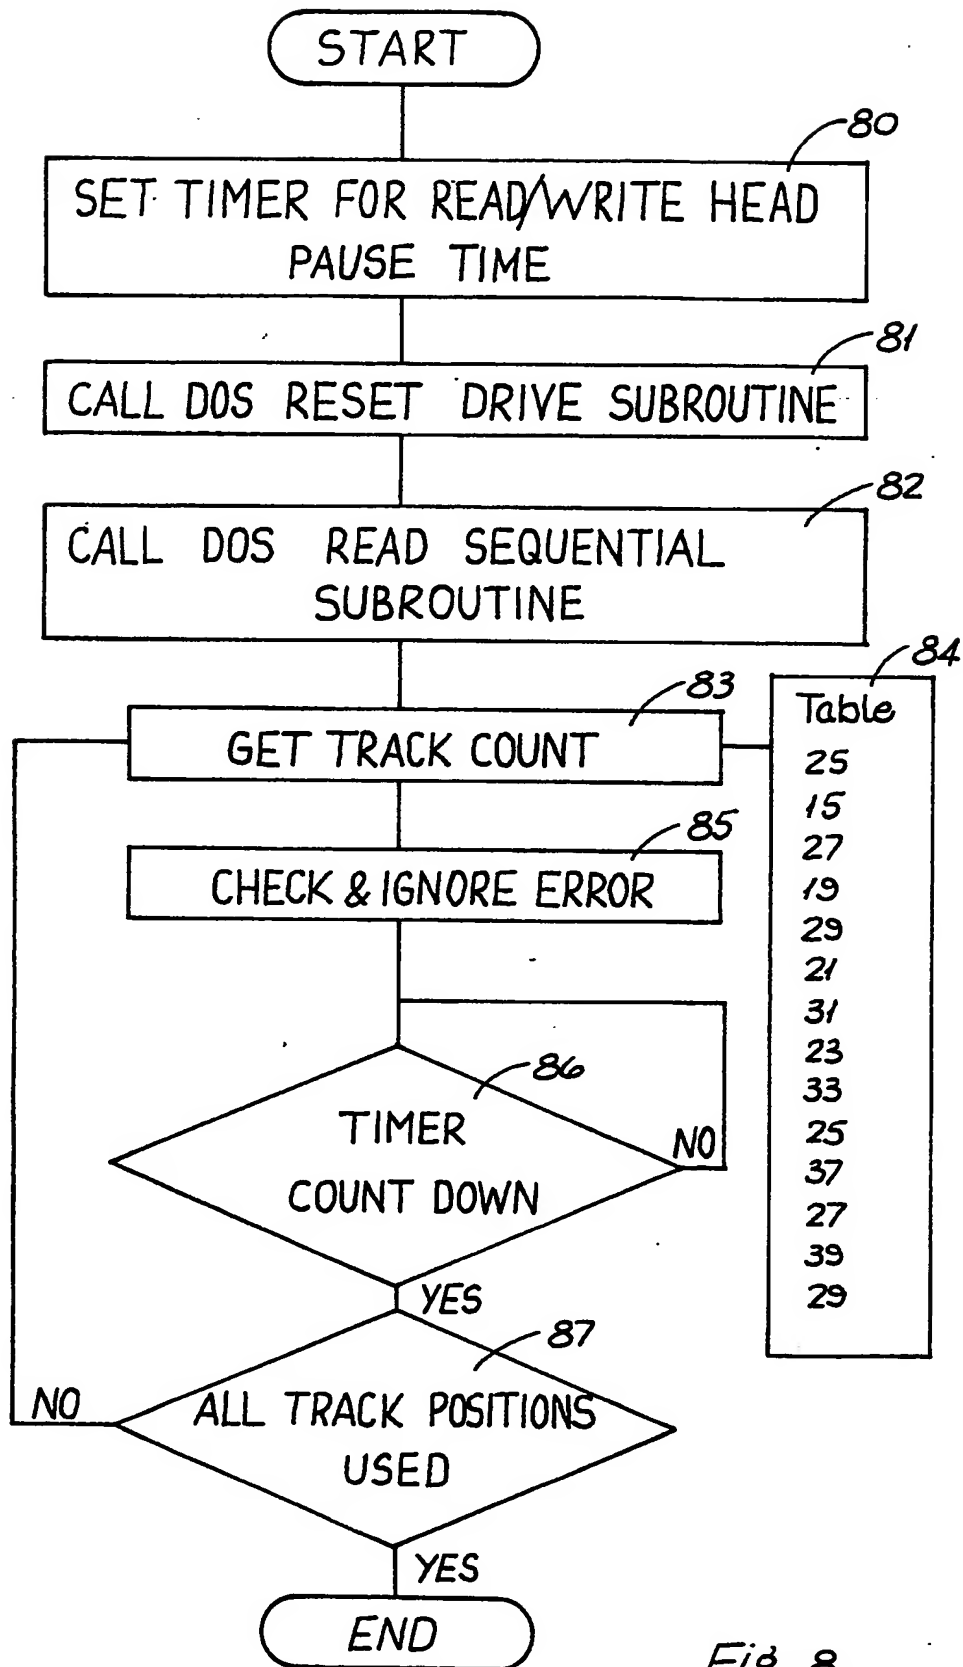 START
80
SET TIMER FOR READ/WRITE HEAD
PAUSE TIME
81
CALL DOS RESET DRIVE SUBROUTINE
82
CALL DOS READ SEQUENTIAL
SUBROUTINE
83
GET TRACK COUNT
84
Table
25
15
27
19
29
21
31
23
33
25
37
27
39
29
85
CHECK & IGNORE ERROR
86
TIMER
COUNT DOWN
NO
YES
87
ALL TRACK POSITIONS
USED
NO
YES
END
Fig. 8